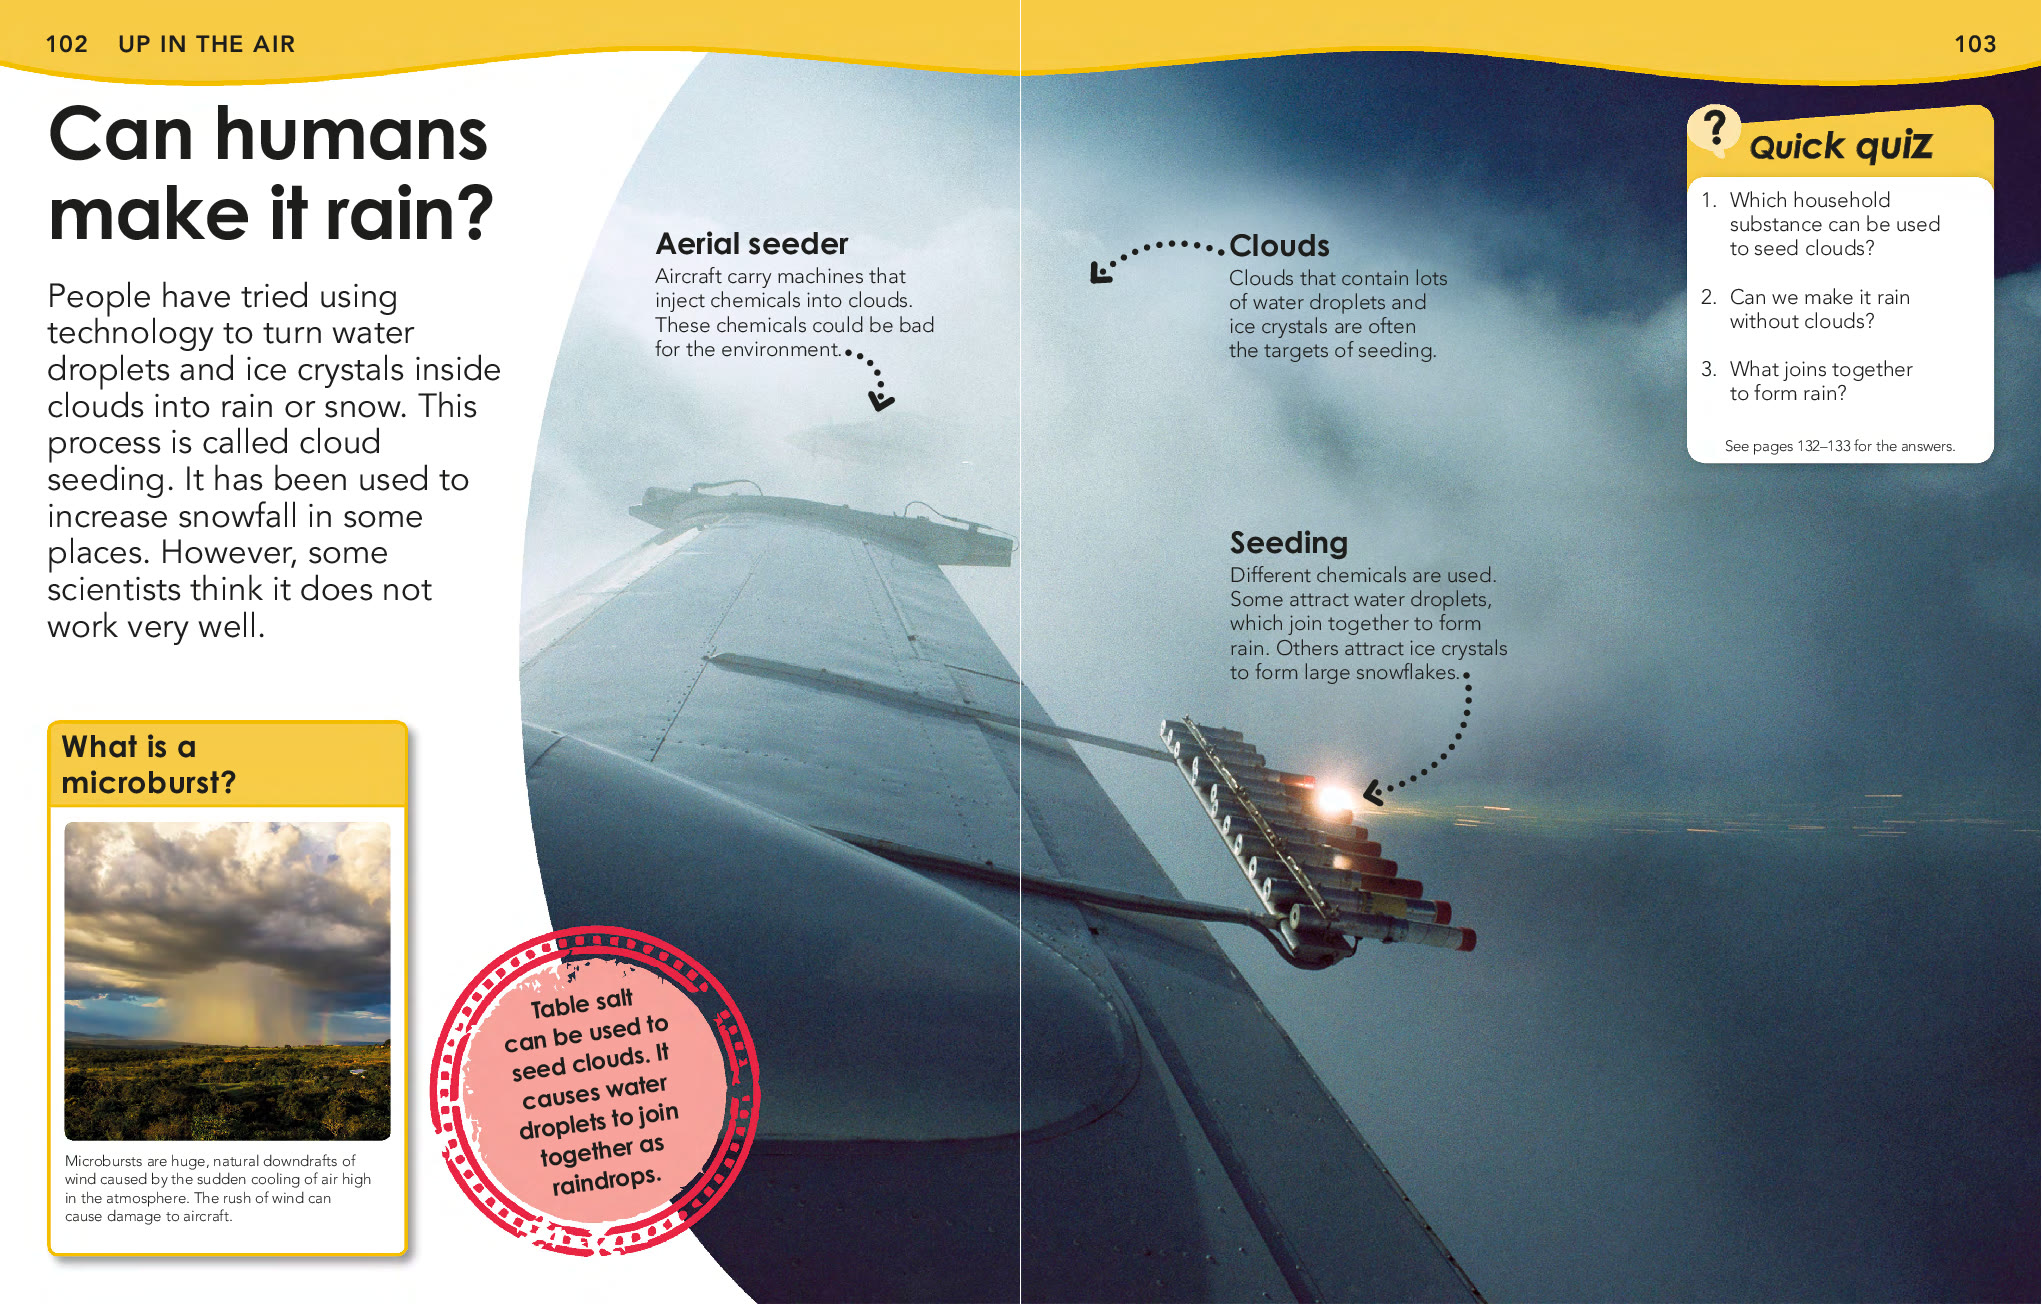 102 UP IN THE AIR
103
Can humans
make it rain?
People have tried using
technology to turn water
droplets and ice crystals inside
clouds into rain or snow. This
process is called cloud
seeding. It has been used to
increase snowfall in some
places. However, some
scientists think it does not
work very well.
What is a
microburst?
Microbursts are huge, natural downdrafts of
wind caused by the sudden cooling of air high
in the atmosphere. The rush of wind can
cause damage to aircraft.
Table salt
can be used to
seed clouds. It
causes water
droplets to join
together as
raindrops.
Aerial seeder
Aircraft carry machines that
inject chemicals into clouds.
These chemicals could be bad
for the environment.
Clouds
Clouds that contain lots
of water droplets and
ice crystals are often
the targets of seeding.
Seeding
Different chemicals are used.
Some attract water droplets,
which join together to form
rain. Others attract ice crystals
to form large snowflakes.
?
Quick quiz
1. Which household
substance can be used
to seed clouds?
2. Can we make it rain
without clouds?
3. What joins together
to form rain?
See pages 132–133 for the answers.